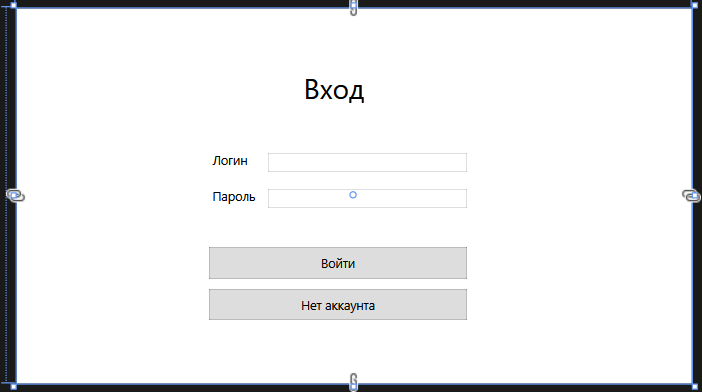 Вход
Логин
Пароль
Войти
Нет аккаунта